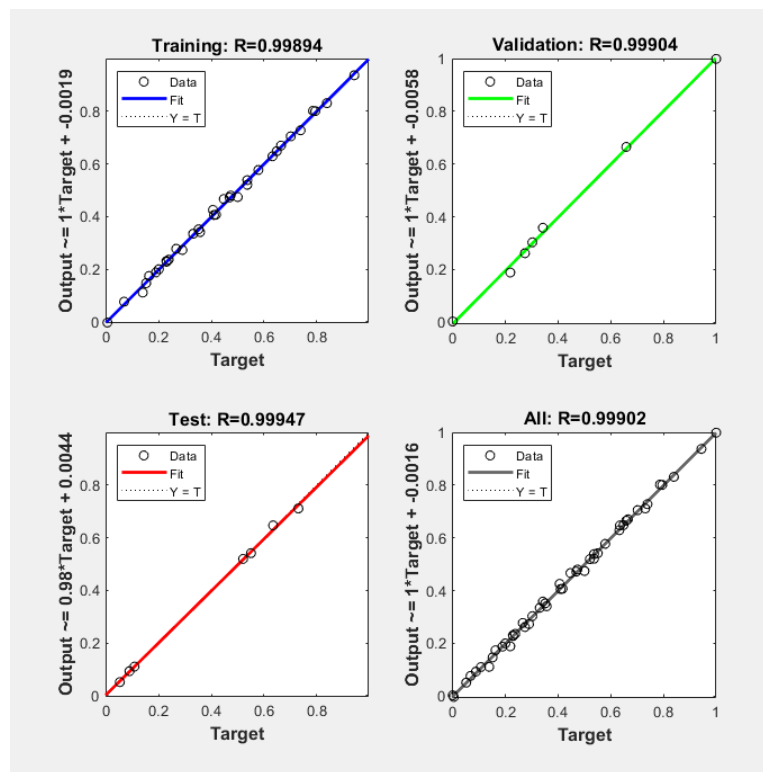 Training: R=0.99894
Output ~= 1*Target + -0.0019
0.8
0.6
0.4
0.2
0
Data
Fit
Y = T
0 0.2 0.4 0.6 0.8
Target
Validation: R=0.99904
Output ~= 1*Target + -0.0058
1
0.8
0.6
0.4
0.2
0
Data
Fit
Y = T
0 0.2 0.4 0.6 0.8 1
Target
Test: R=0.99947
Output ~= 0.98*Target + 0.0044
0.8
0.6
0.4
0.2
0
Data
Fit
Y = T
0 0.2 0.4 0.6 0.8
Target
All: R=0.99902
Output ~= 1*Target + -0.0016
1
0.8
0.6
0.4
0.2
0
Data
Fit
Y = T
0 0.2 0.4 0.6 0.8 1
Target